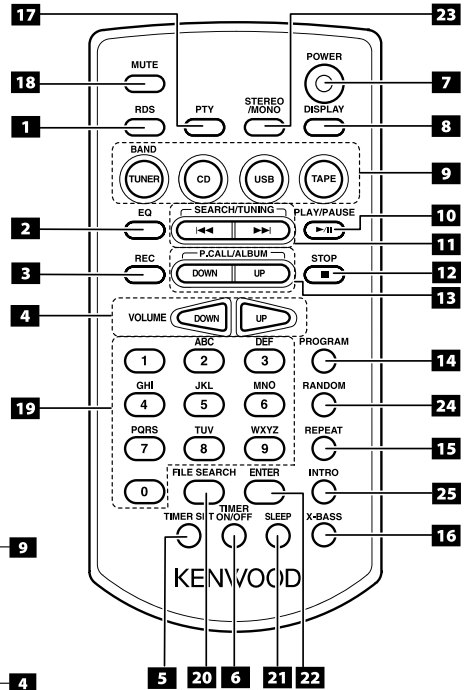 17
23
MUTE
POWER
18
7
RDS
PTY
STEREO
/MONO
DISPLAY
1
8
BAND
TUNER
CD
USB
TAPE
9
EQ
SEARCH/TUNING
PLAY/PAUSE
10
2
11
REC
P.CALL/ALBUM
STOP
3
DOWN
UP
12
13
4
VOLUME
DOWN
UP
ABC
DEF
PROGRAM
1
2
3
14
GHI
JKL
MNO
RANDOM
19
4
5
6
24
PQRS
TUV
WXYZ
REPEAT
7
8
9
15
FILE SEARCH
ENTER
INTRO
0
25
TIMER SET
TIMER
ON/OFF
SLEEP
X-BASS
9
16
KENWOOD
4
5
20
6
21
22